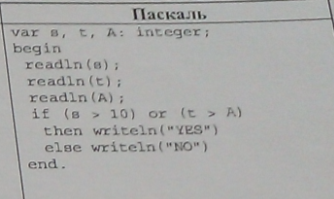 Паскаль
var s, t, A: integer;
begin
readln(s);
readln(t);
readln(A);
if (s > 10) or (t > A)
then writeln("YES")
else writeln("NO")
end.